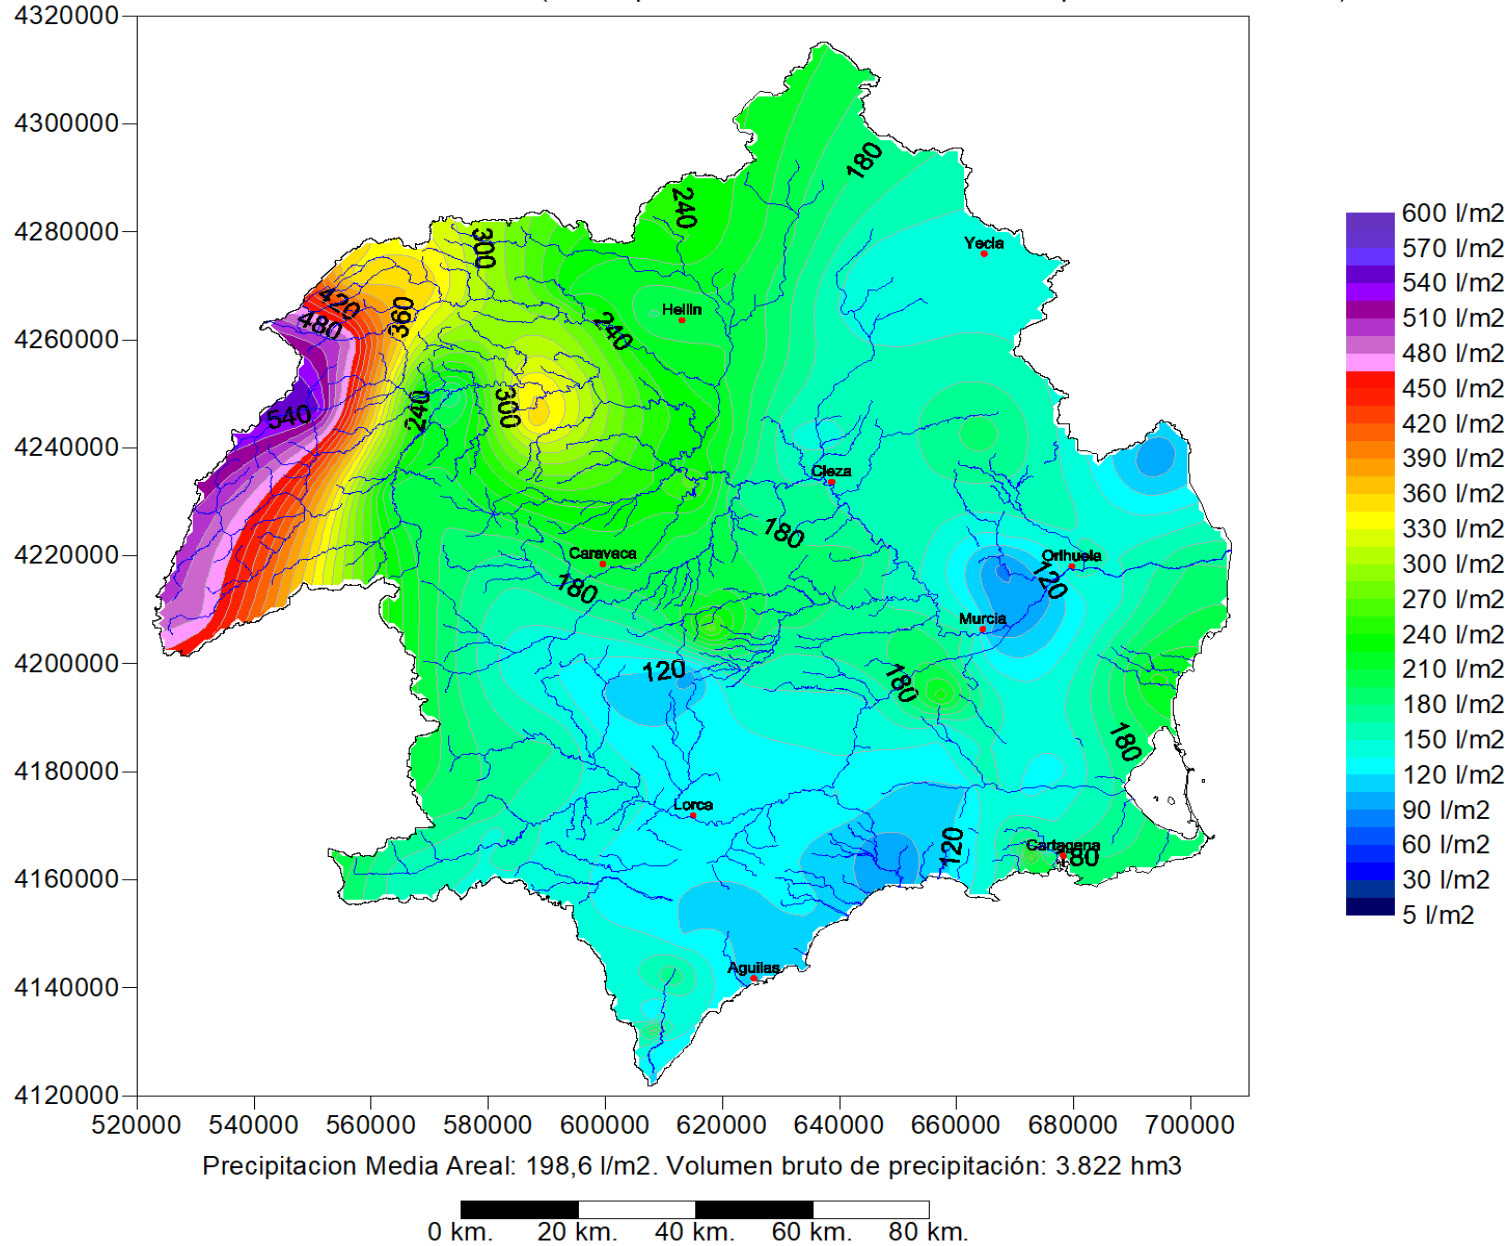 4320000
4300000
180
240
Yecla
4280000
300
420
360
480
Hellin
240
4260000
540
240
300
4240000
Cieza
180
4220000
Caravaca
180
Orihuela
120
Murcia
4200000
120
180
180
4180000
Lorca
120
Cartagena
180
4160000
Aguilas
4140000
4120000
520000 540000 560000 580000 600000 620000 640000 660000 680000 700000
600 l/m2
570 l/m2
540 l/m2
510 l/m2
480 l/m2
450 l/m2
420 l/m2
390 l/m2
360 l/m2
330 l/m2
300 l/m2
270 l/m2
240 l/m2
210 l/m2
180 l/m2
150 l/m2
120 l/m2
90 l/m2
60 l/m2
30 l/m2
5 l/m2
Precipitacion Media Areal: 198,6 l/m2. Volumen bruto de precipitación: 3.822 hm3
0 km. 20 km. 40 km. 60 km. 80 km.